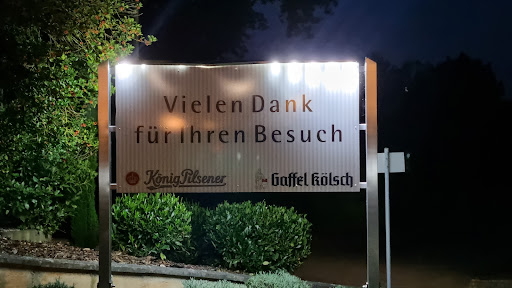 Vielen Dank
für Ihren Besuch
König Pilsener Gaffel Kölsch